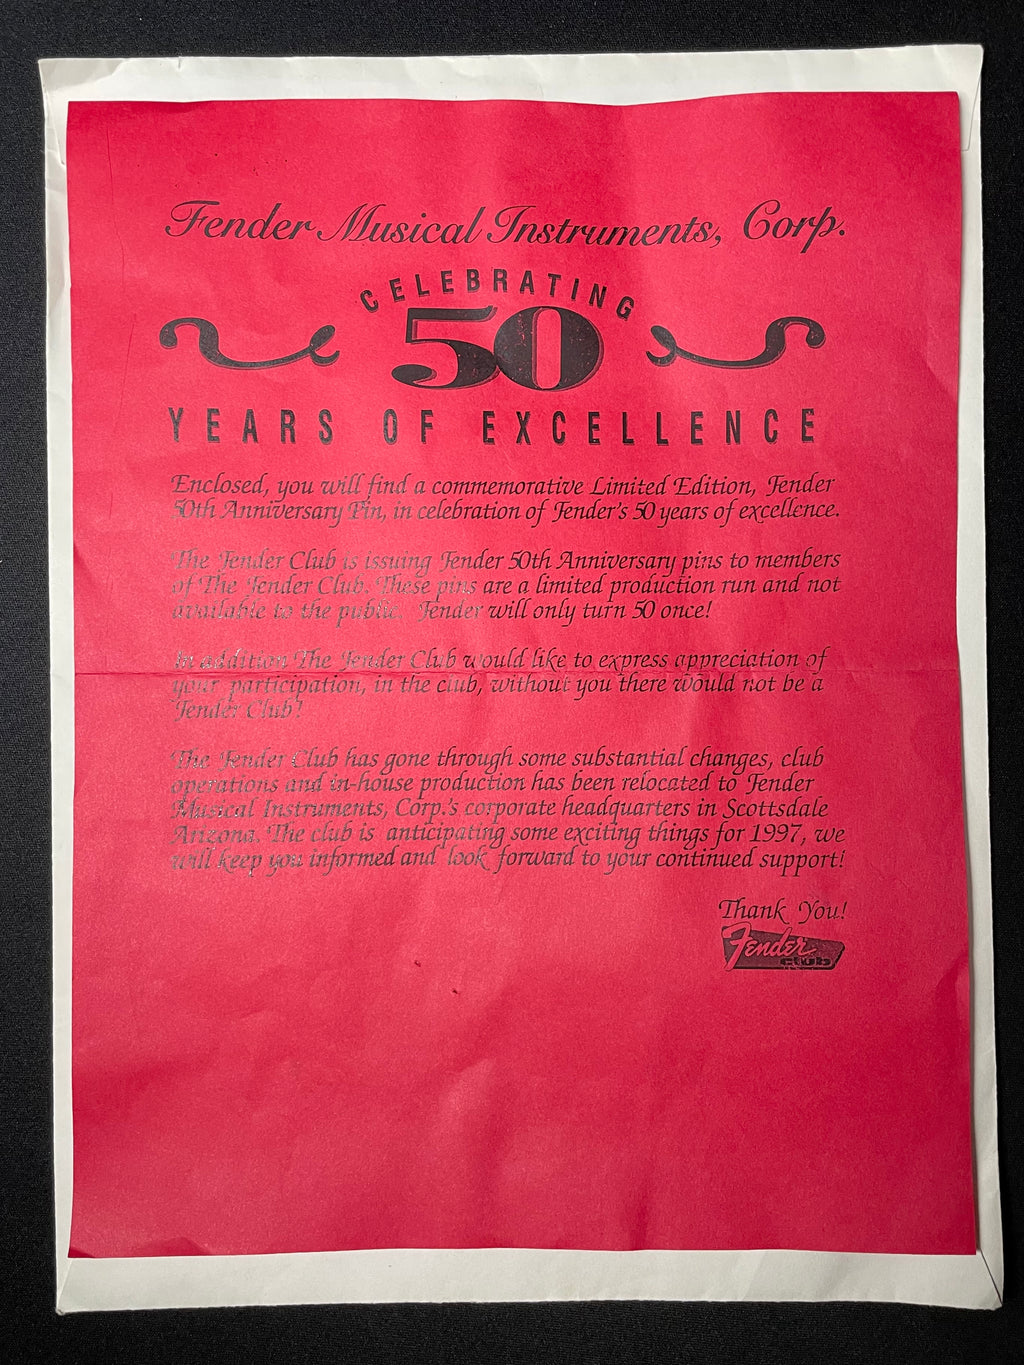 Fender Musical Instruments, Corp.
CELEBRATING
50
YEARS OF EXCELLENCE
Enclosed, you will find a commemorative Limited Edition, Fender
50th Anniversary Pin, in celebration of Fender's 50 years of excellence.
The Fender Club is issuing Fender 50th Anniversary pins to members
of The Fender Club. These pins are a limited production run and not
available to the public. Fender will only turn 50 once!
In addition The Fender Club would like to express appreciation of
your participation, in the club, without you there would not be a
Fender Club!
The Fender Club has gone through some substantial changes, club
operations and in-house production has been relocated to Fender
Musical Instruments, Corp.'s corporate headquarters in Scottsdale
Arizona. The club is anticipating some exciting things for 1997, we
will keep you informed and look forward to your continued support!
Thank You!
Fender
club